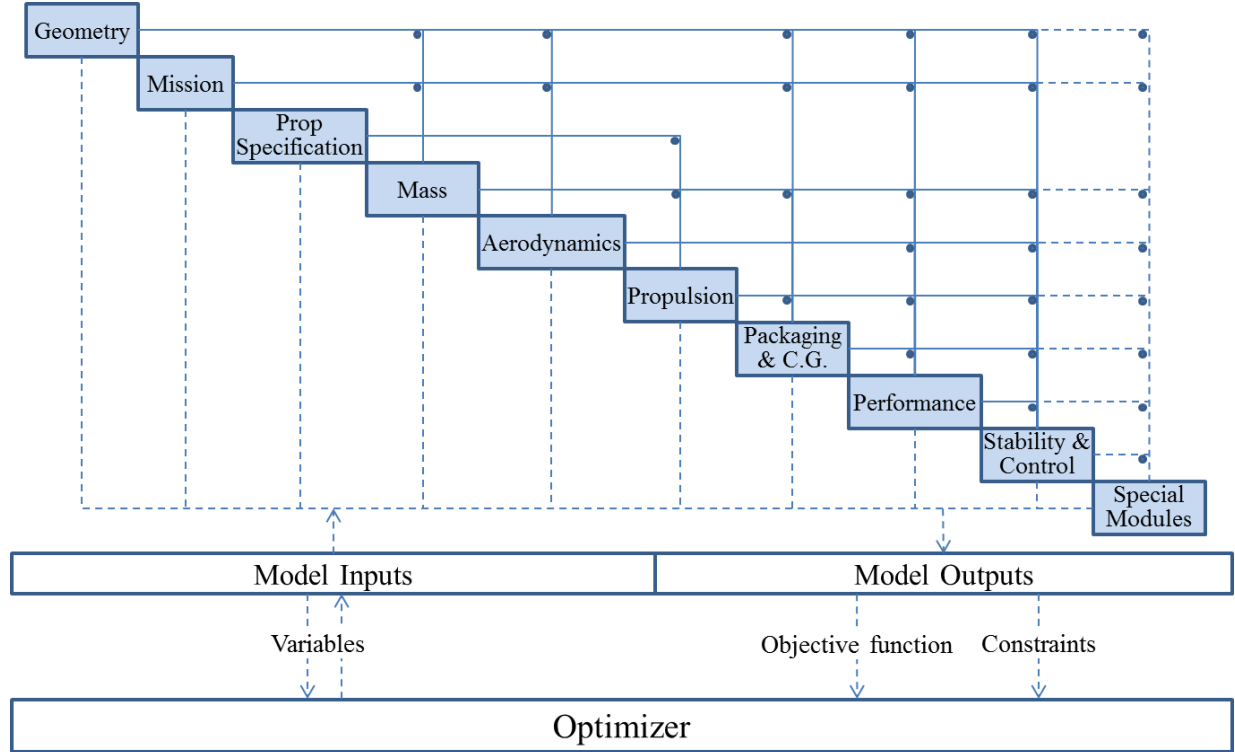 Geometry
Mission
Prop
Specification
Mass
Aerodynamics
Propulsion
Packaging
& C.G.
Performance
Stability &
Control
Special
Modules
Model Inputs
Model Outputs
Variables
Objective function
Constraints
Optimizer